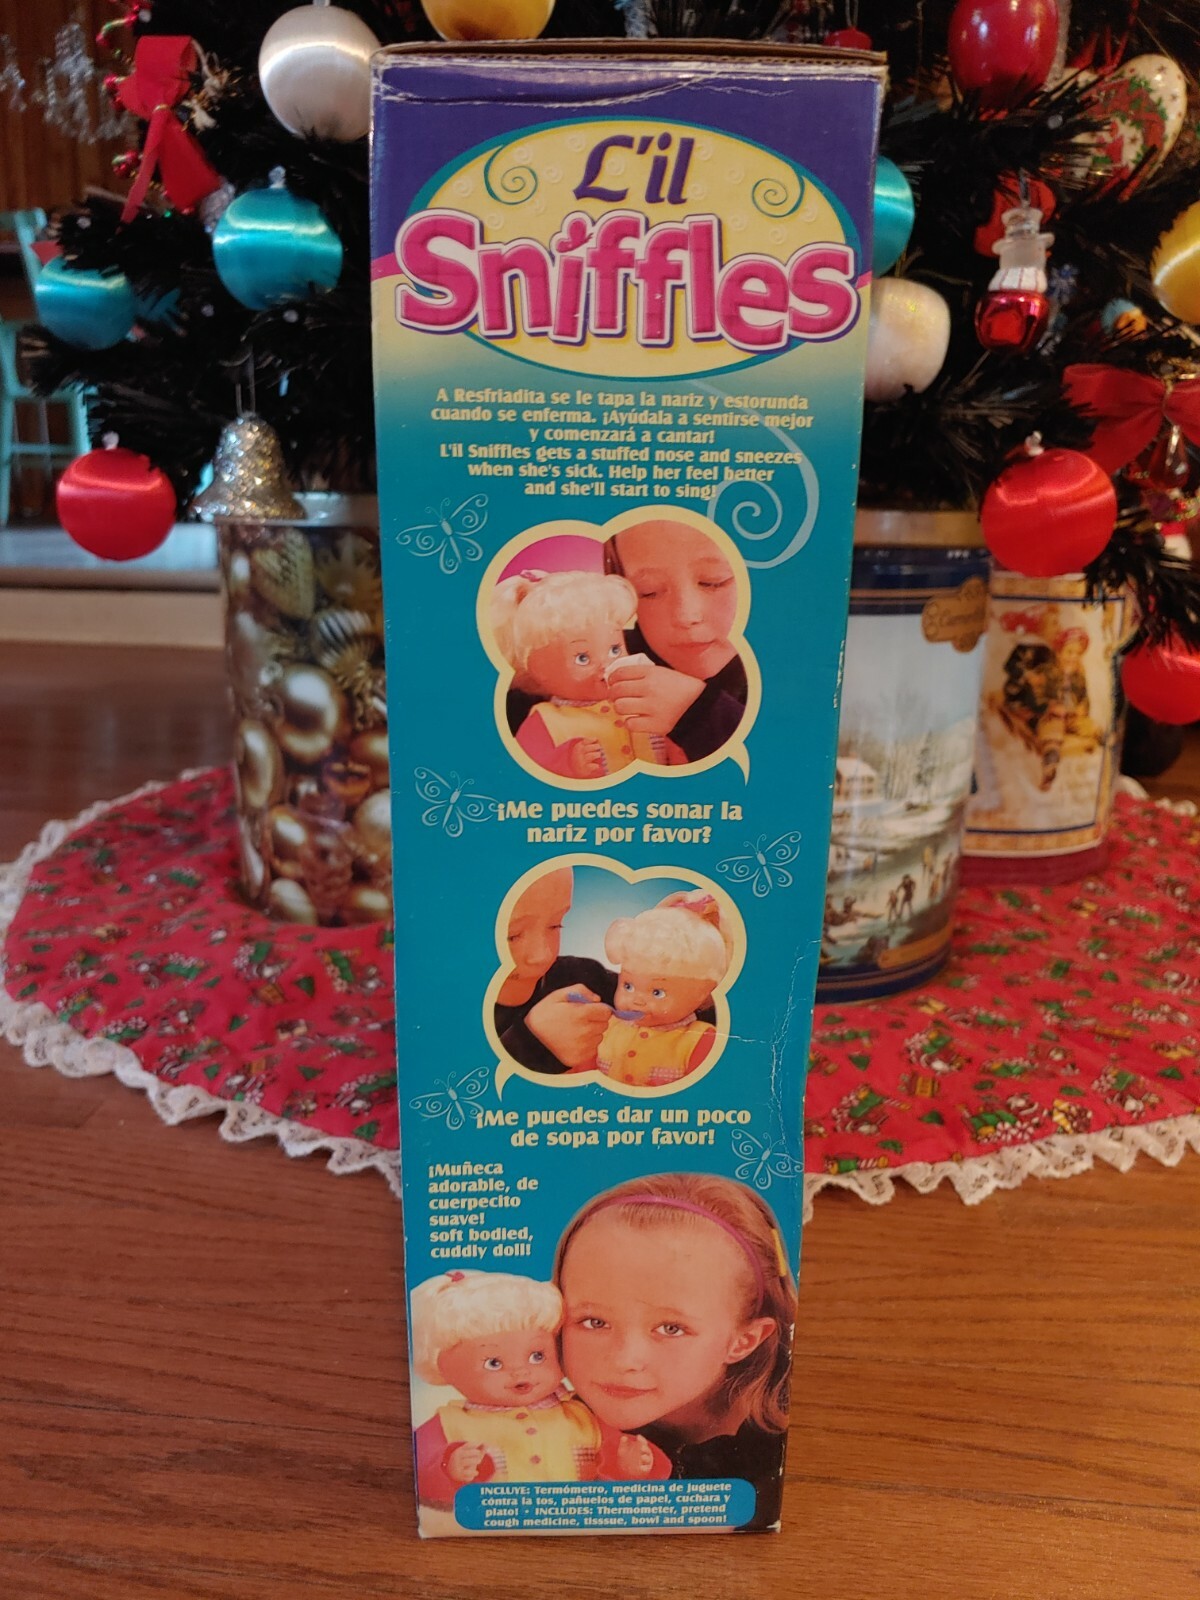 L'il
Sniffles
A Resfriadita se le tapa la nariz y estorunda
cuando se enferma. ¡Ayúdala a sentirse mejor
y comenzará a cantar!
L'il Sniffles gets a stuffed nose and sneezes
when she's sick. Help her feel better
and she'll start to sing!
¡Me puedes sonar la
nariz por favor?
¡Me puedes dar un poco
de sopa por favor!
¡Muñeca
adorable, de
cuerpecito
suave!
soft bodied,
cuddly doll!
INCLUYE: Termómetro, medicina de juguete
contra la tos, pañuelos de papel, cuchara y
plato! • INCLUDES: Thermometer, pretend
cough medicine, tisssue, bowl and spoon!